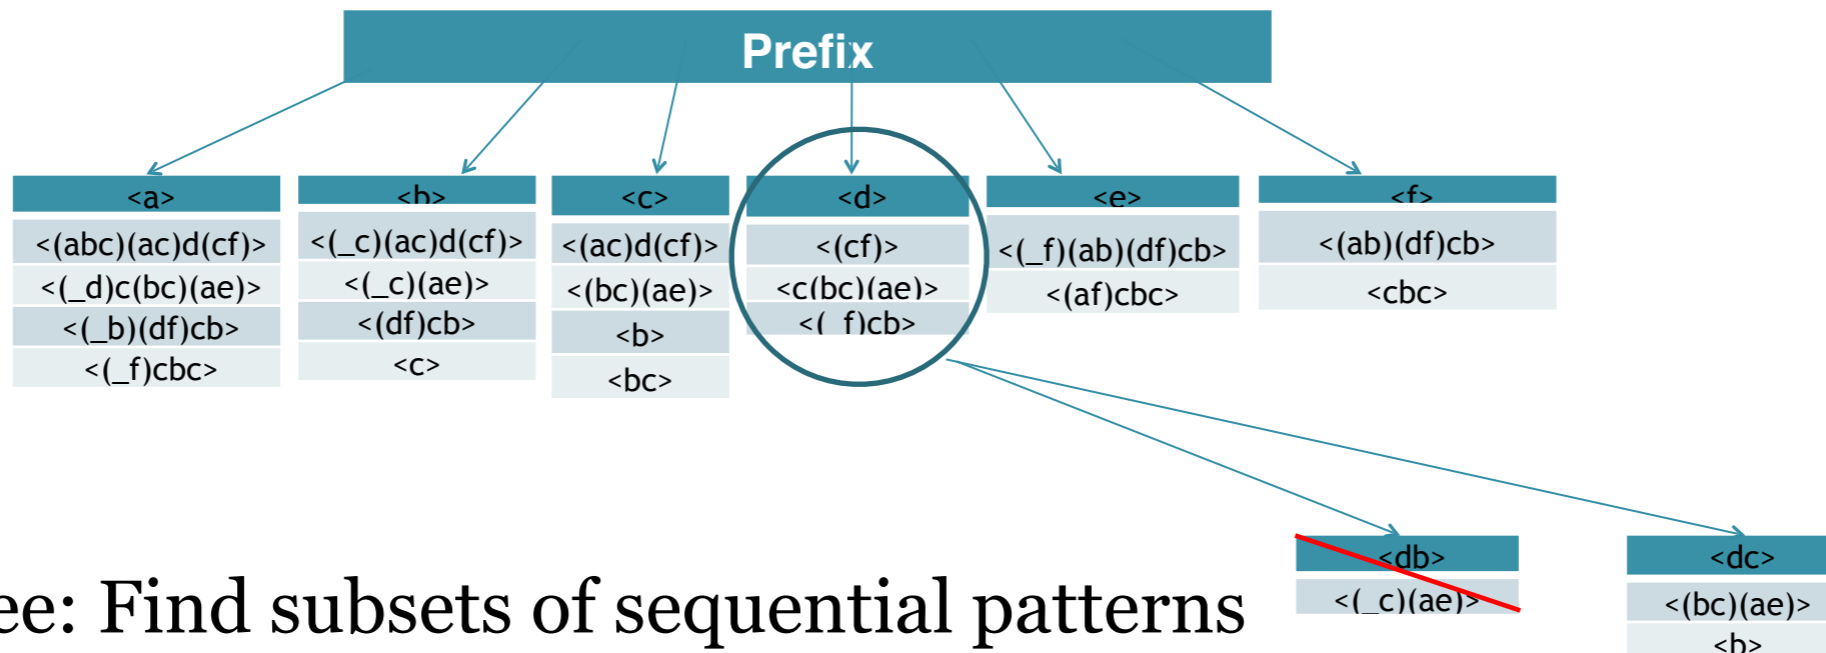 Prefix
<a>
<(abc)(ac)d(cf)>
<(_d)c(bc)(ae)>
<(_b)(df)cb>
<(_f)cbc>
<b>
<(_c)(ac)d(cf)>
<(_c)(ae)>
<(df)cb>
<c>
<c>
<(ac)d(cf)>
<(bc)(ae)>
<b>
<bc>
<d>
<(cf)>
<c(bc)(ae)>
<(_f)cb>
<e>
<(_f)(ab)(df)cb>
<(af)cbc>
<f>
<(ab)(df)cb>
<cbc>
<db>
<(_c)(ae)>
<dc>
<(bc)(ae)>
<b>
ee: Find subsets of sequential patterns